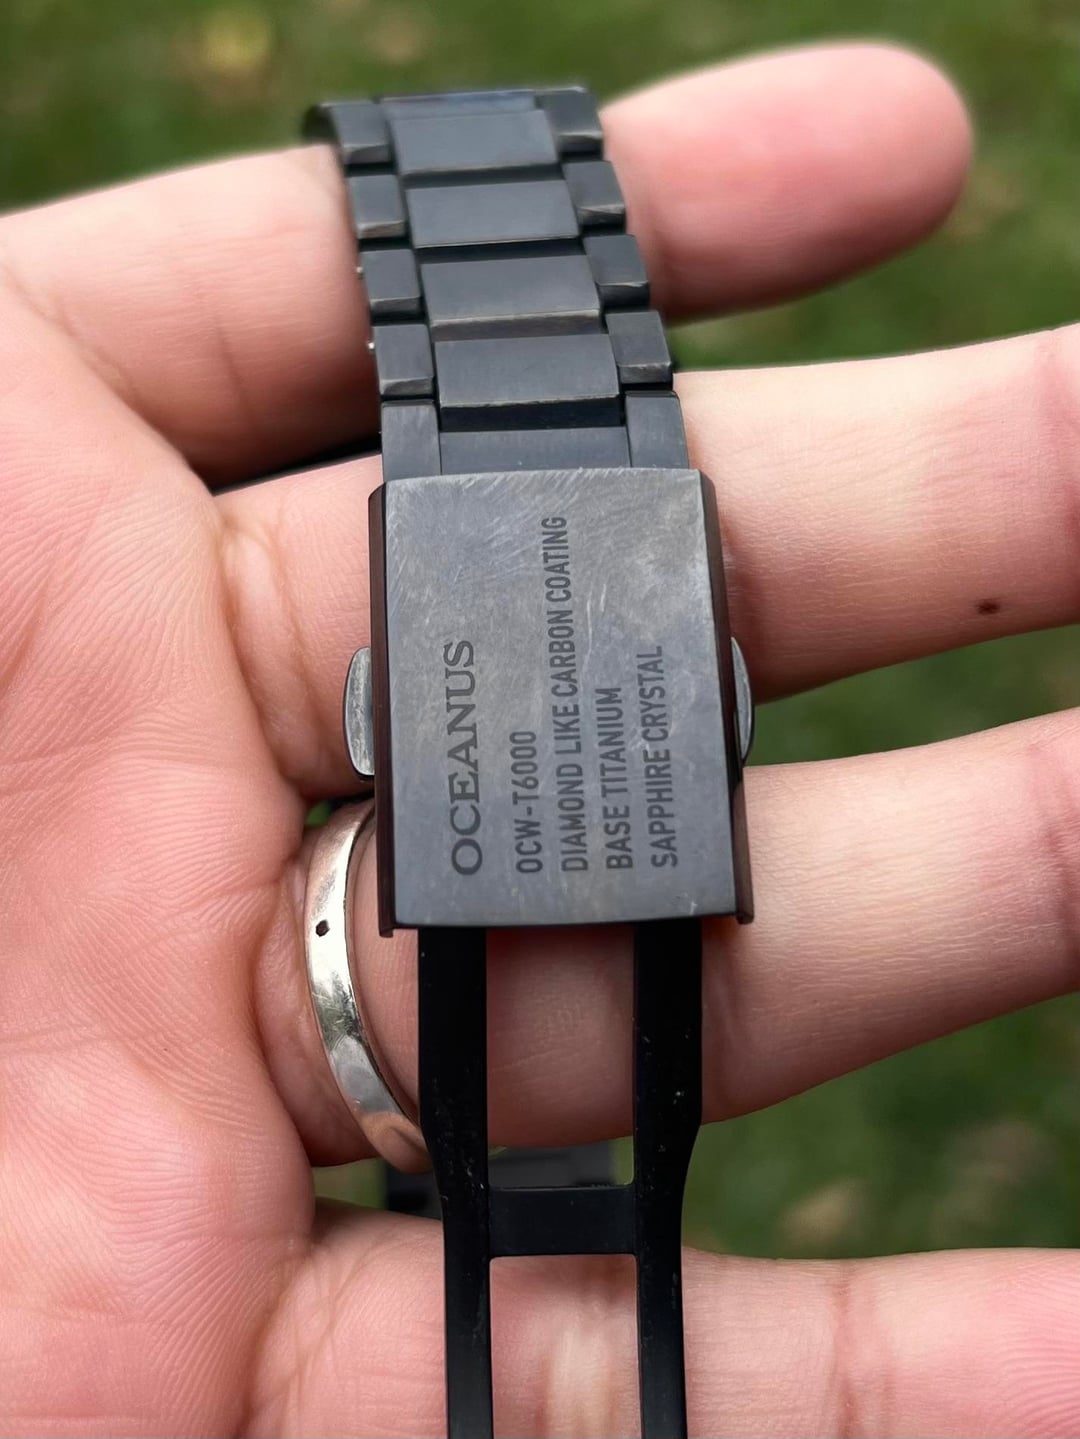 OCEANUS
OCW-T6000
DIAMOND LIKE CARBON COATING
BASE TITANIUM
SAPPHIRE CRYSTAL